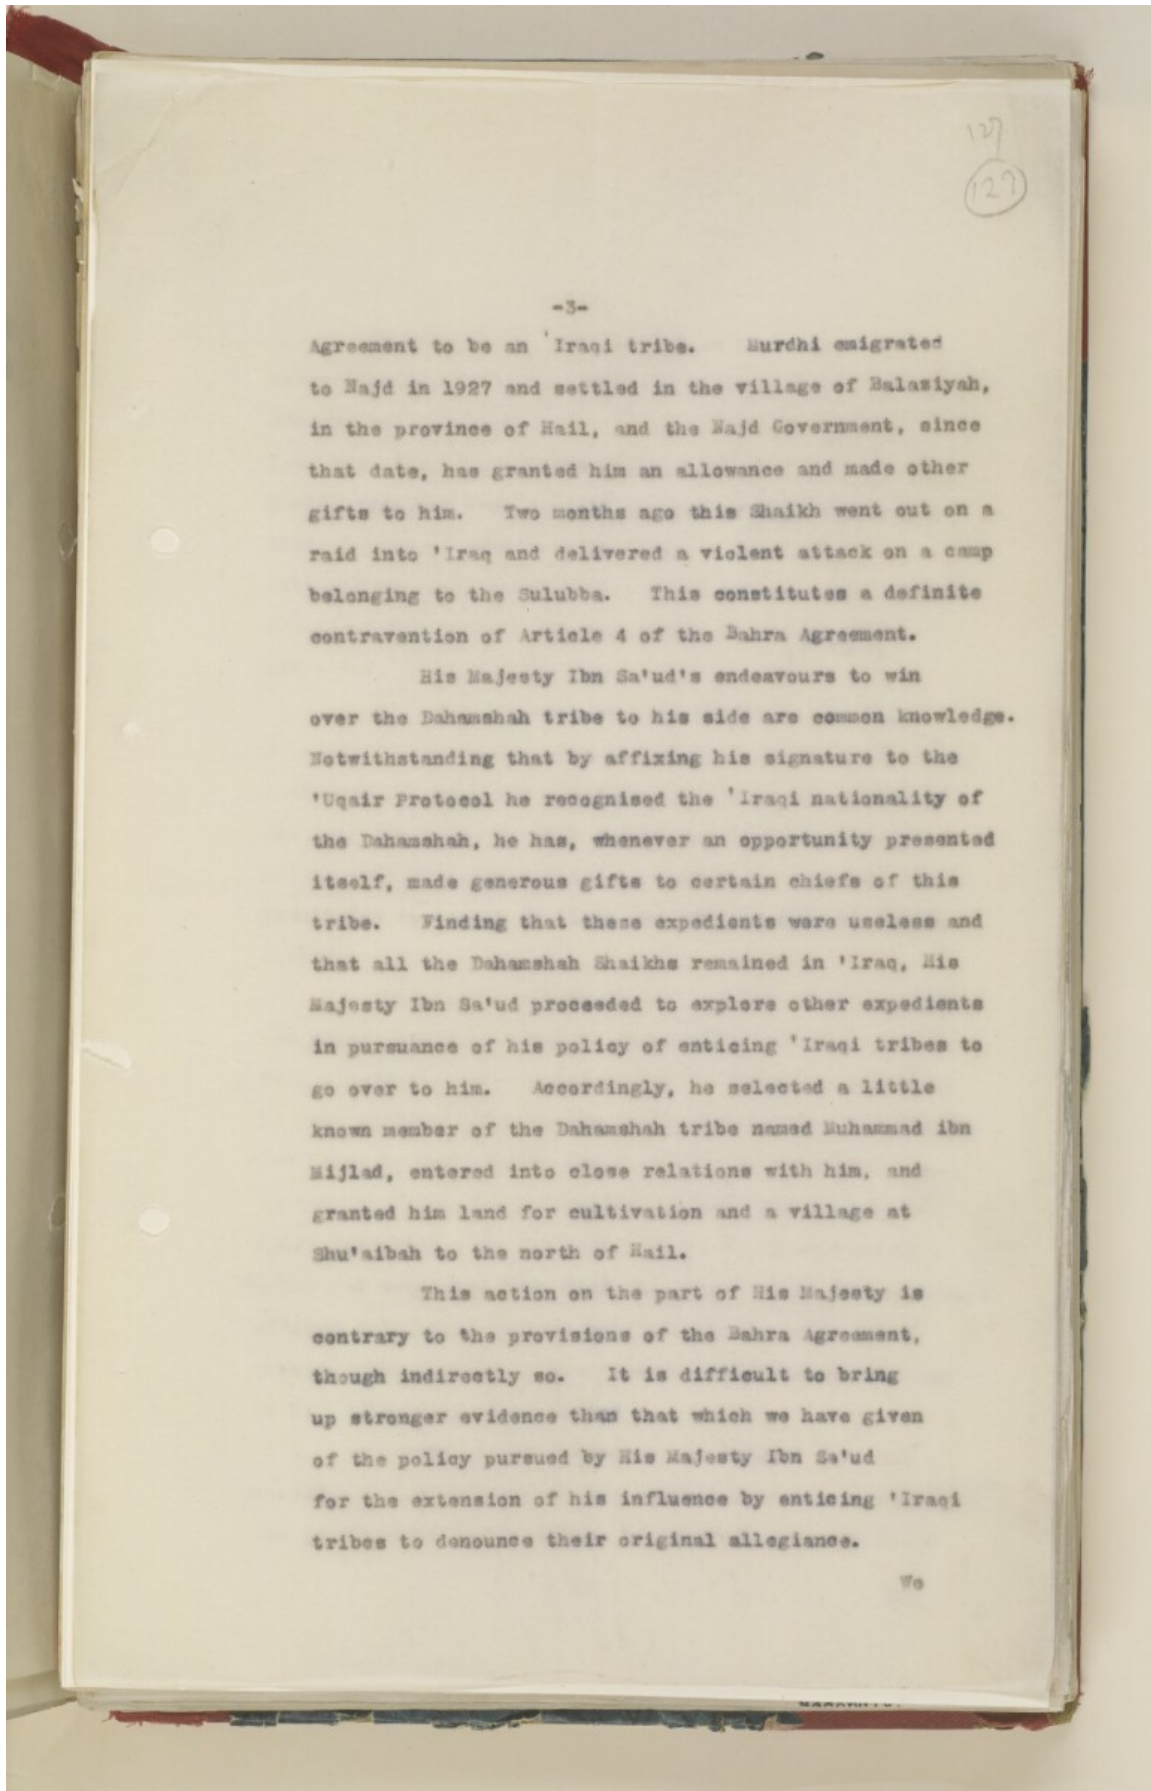 127
127
-3-
Agreement to be an 'Iraqi tribe. Murdhi emigrated
to Najd in 1927 and settled in the village of Balaziyah,
in the province of Hail, and the Najd Government, since
that date, has granted him an allowance and made other
gifts to him. Two months ago this Shaikh went out on a
raid into 'Iraq and delivered a violent attack on a camp
belonging to the Sulubba. This constitutes a definite
contravention of Article 4 of the Bahra Agreement.
His Majesty Ibn Sa'ud's endeavours to win
over the Dahamshah tribe to his side are common knowledge.
Notwithstanding that by affixing his signature to the
'Uqair Protocol he recognised the 'Iraqi nationality of
the Dahamshah, he has, whenever an opportunity presented
itself, made generous gifts to certain chiefs of this
tribe. Finding that these expedients were useless and
that all the Dahamshah Shaikhs remained in 'Iraq, His
Majesty Ibn Sa'ud proceeded to explore other expedients
in pursuance of his policy of enticing 'Iraqi tribes to
go over to him. Accordingly, he selected a little
known member of the Dahamshah tribe named Muhammad ibn
Mijlad, entered into close relations with him, and
granted him land for cultivation and a village at
Shu'aibah to the north of Hail.
This action on the part of His Majesty is
contrary to the provisions of the Bahra Agreement,
though indirectly so. It is difficult to bring
up stronger evidence than that which we have given
of the policy pursued by His Majesty Ibn Sa'ud
for the extension of his influence by enticing 'Iraqi
tribes to denounce their original allegiance.
We